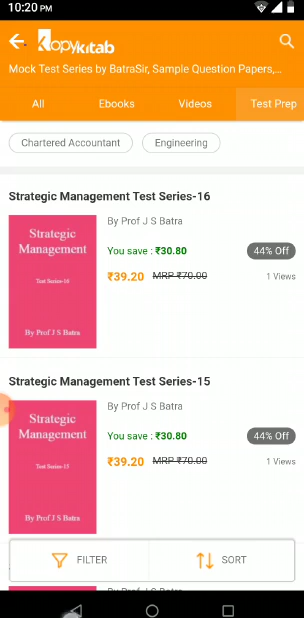 10:20 PM
Kopykitab
Mock Test Series by BatraSir, Sample Question Papers,...
All
Ebooks
Videos
Test Prep
Chartered Accountant
Engineering
Strategic Management Test Series-16
Strategic
Management
Test Series-16
By Prof J S Batra
By Prof J S Batra
You save : ₹30.80
44% Off
₹39.20 MRP ₹70.00
1 Views
Strategic Management Test Series-15
Strategic
Management
Test Series-15
By Prof J S Batra
By Prof J S Batra
You save : ₹30.80
44% Off
₹39.20 MRP ₹70.00
1 Views
FILTER
SORT